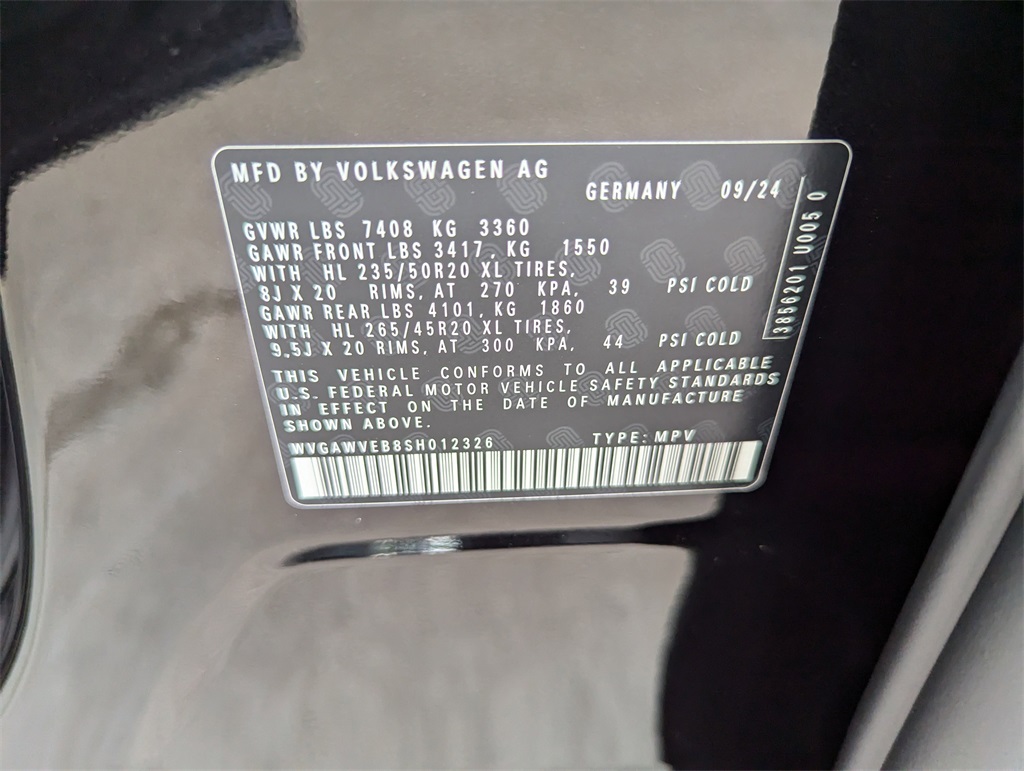 MFD BY VOLKSWAGEN AG
GERMANY 09/24
GVWR LBS 7408 KG 3360
GAWR FRONT LBS 3417, KG 1550
WITH HL 235/50R20 XL TIRES,
8J X 20 RIMS, AT 270 KPA, 39 PSI COLD
GAWR REAR LBS 4101, KG 1860
WITH HL 265/45R20 XL TIRES,
9.5J X 20 RIMS, AT 300 KPA, 44 PSI COLD
THIS VEHICLE CONFORMS TO ALL APPLICABLE
U.S. FEDERAL MOTOR VEHICLE SAFETY STANDARDS
IN EFFECT ON THE DATE OF MANUFACTURE
SHOWN ABOVE.
WVGAWVEB8SH012326 TYPE: MPV
3856201 U005 0